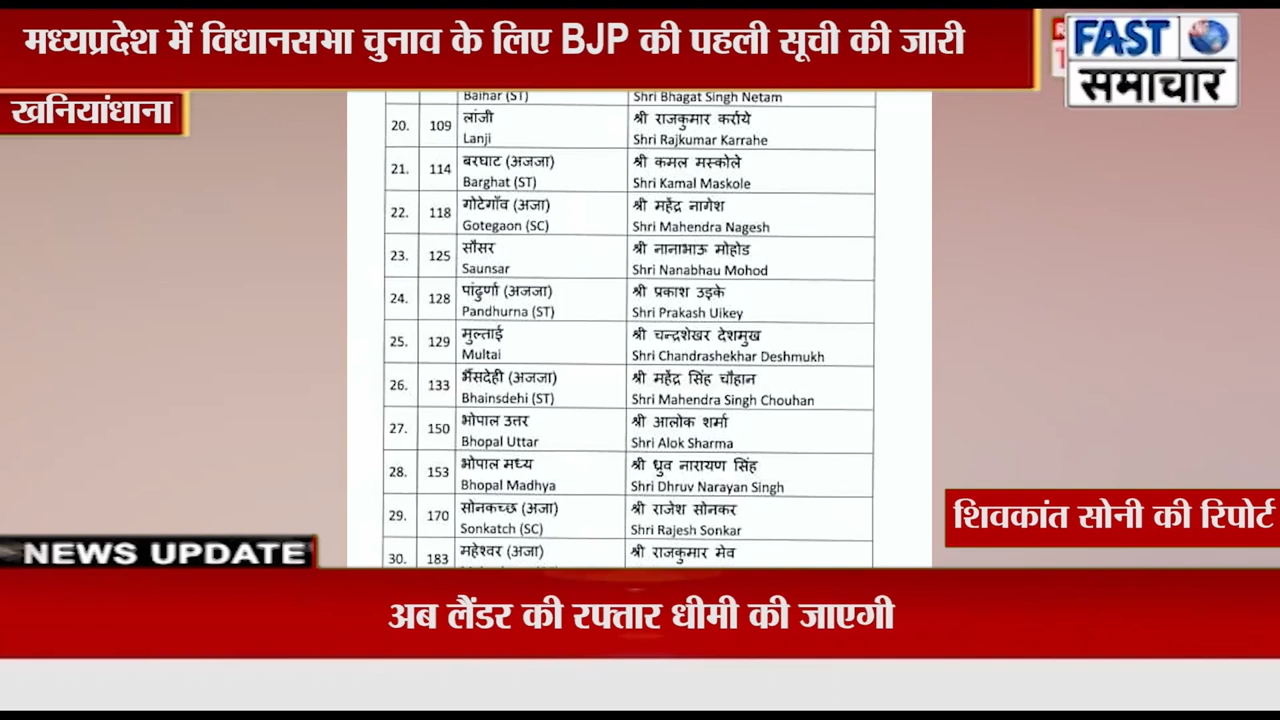 मध्यप्रदेश में विधानसभा चुनाव के लिए BJP की पहली सूची की जारी
FAST
समाचार
खनियांधाना
Baihar (ST) Shri Bhagat Singh Netam
20. 109 लांजी श्री राजकुमार कर्राये
Lanji Shri Rajkumar Karrahe
21. 114 बरघाट (अजजा) श्री कमल मस्कोले
Barghat (ST) Shri Kamal Maskole
22. 118 गोटेगाँव (अजा) श्री महेंद्र नागेश
Gotegaon (SC) Shri Mahendra Nagesh
23. 125 सौसर श्री नानाभाऊ मोहोड
Saunsar Shri Nanabhau Mohod
24. 128 पांढुर्णा (अजजा) श्री प्रकाश उइके
Pandhurna (ST) Shri Prakash Uikey
25. 129 मुल्ताई श्री चन्द्रशेखर देशमुख
Multai Shri Chandrashekhar Deshmukh
26. 133 भैंसदेही (अजजा) श्री महेंद्र सिंह चौहान
Bhainsdehi (ST) Shri Mahendra Singh Chouhan
27. 150 भोपाल उत्तर श्री आलोक शर्मा
Bhopal Uttar Shri Alok Sharma
28. 153 भोपाल मध्य श्री ध्रुव नारायण सिंह
Bhopal Madhya Shri Dhruv Narayan Singh
29. 170 सोनकच्छ (अजा) श्री राजेश सोनकर
Sonkatch (SC) Shri Rajesh Sonkar
30. 183 महेश्वर (अजा) श्री राजकुमार मेव
शिवकांत सोनी की रिपोर्ट
NEWS UPDATE
अब लैंडर की रफ्तार धीमी की जाएगी